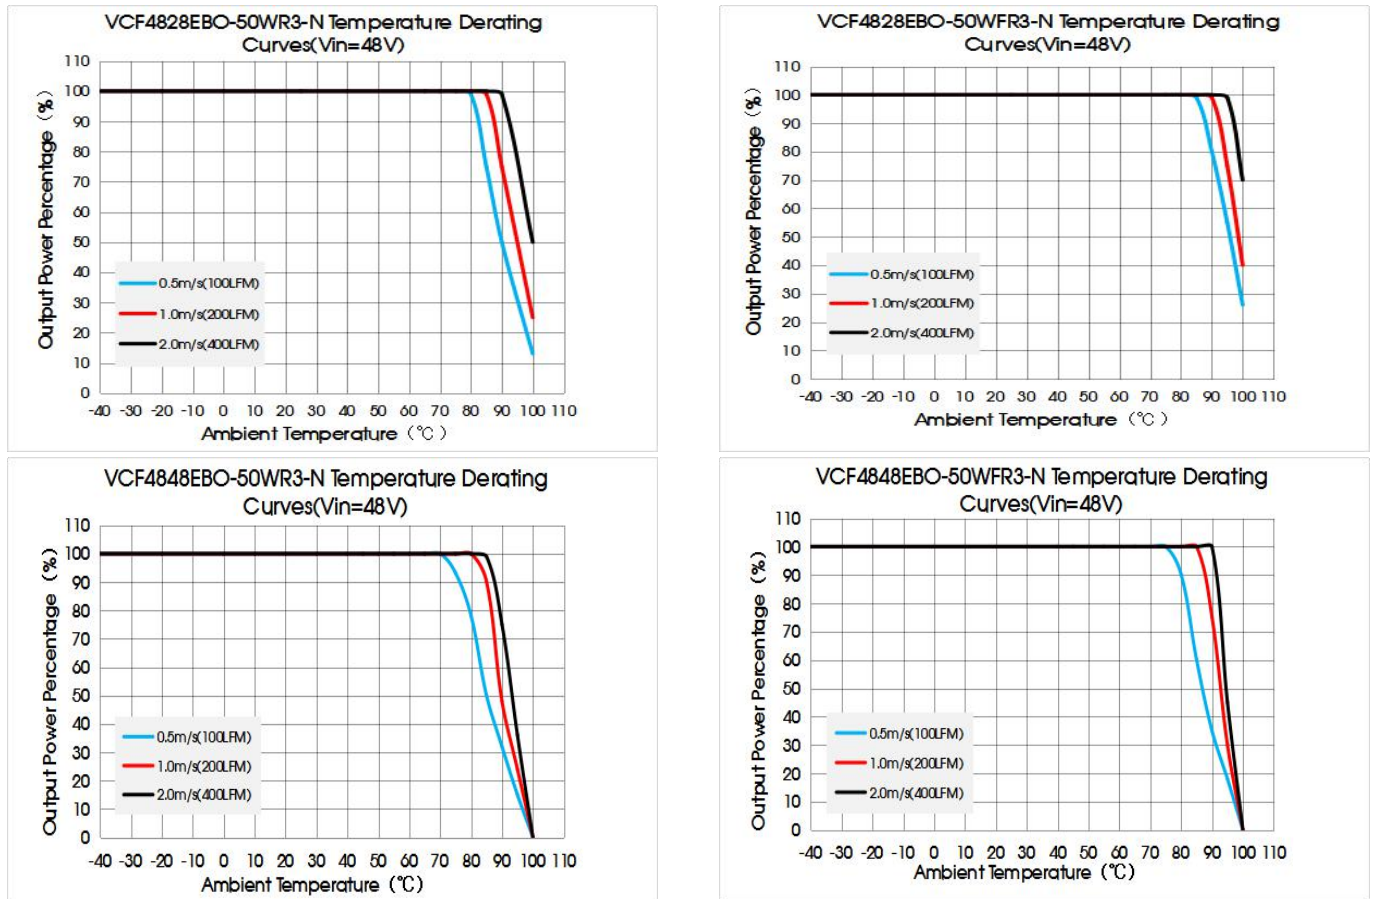 VCF4828EBO-50WR3-N Temperature Derating
Curves(Vin=48V)
Output Power Percentage (%)
110
100
90
80
70
60
50
40
30
20
10
0
0.5m/s(100LFM)
1.0m/s(200LFM)
2.0m/s(400LFM)
-40 -30 -20 -10 0 10 20 30 40 50 60 70 80 90 100 110
Ambient Temperature (℃)
VCF4828EBO-50WFR3-N Temperature Derating
Curves(Vin=48V)
Output Power Percentage (%)
110
100
90
80
70
60
50
40
30
20
10
0
0.5m/s(100LFM)
1.0m/s(200LFM)
2.0m/s(400LFM)
-40 -30 -20 -10 0 10 20 30 40 50 60 70 80 90 100 110
Ambient Temperature (℃)
VCF4848EBO-50WR3-N Temperature Derating
Curves(Vin=48V)
Output Power Percentage (%)
110
100
90
80
70
60
50
40
30
20
10
0
0.5m/s(100LFM)
1.0m/s(200LFM)
2.0m/s(400LFM)
-40 -30 -20 -10 0 10 20 30 40 50 60 70 80 90 100 110
Ambient Temperature (℃)
VCF4848EBO-50WFR3-N Temperature Derating
Curves(Vin=48V)
Output Power Percentage (%)
110
100
90
80
70
60
50
40
30
20
10
0
0.5m/s(100LFM)
1.0m/s(200LFM)
2.0m/s(400LFM)
-40 -30 -20 -10 0 10 20 30 40 50 60 70 80 90 100 110
Ambient Temperature (℃)